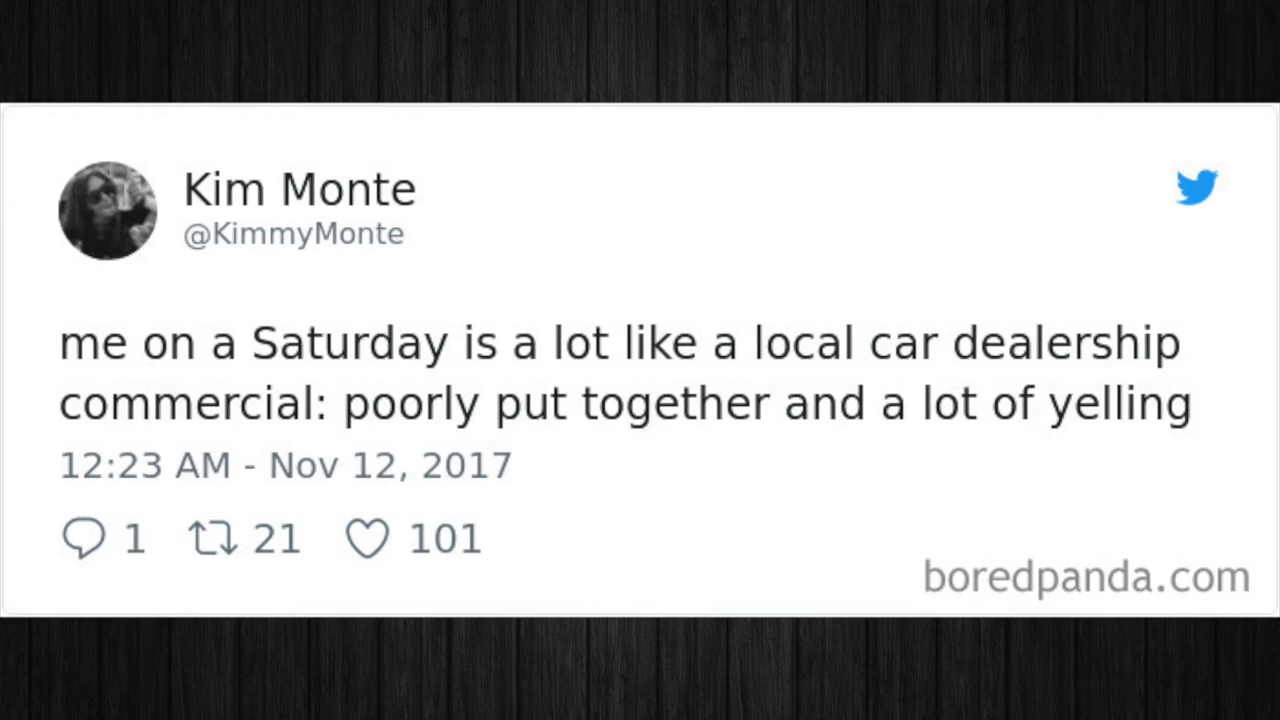 Kim Monte
@KimmyMonte
me on a Saturday is a lot like a local car dealership
commercial: poorly put together and a lot of yelling
12:23 AM - Nov 12, 2017
1 21 101
boredpanda.com